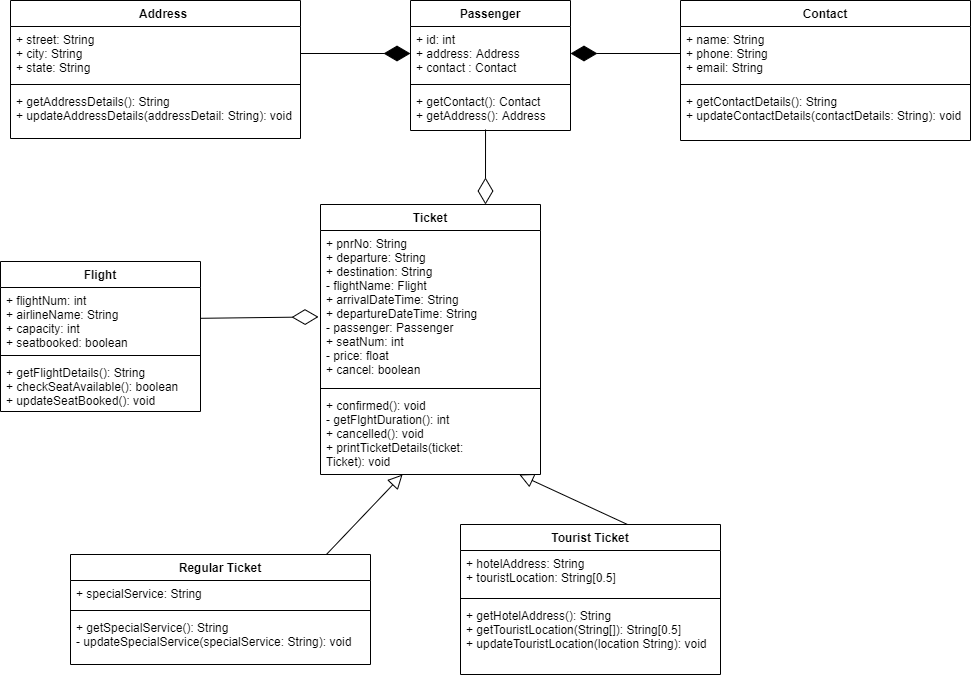 Address
+ street: String
+ city: String
+ state: String
+ getAddressDetails(): String
+ updateAddressDetails(addressDetail: String): void
Passenger
+ id: int
+ address: Address
+ contact : Contact
+ getContact(): Contact
+ getAddress(): Address
Contact
+ name: String
+ phone: String
+ email: String
+ getContactDetails(): String
+ updateContactDetails(contactDetails: String): void
Ticket
+ pnrNo: String
+ departure: String
+ destination: String
- flightName: Flight
+ arrivalDateTime: String
+ departureDateTime: String
- passenger: Passenger
+ seatNum: int
- price: float
+ cancel: boolean
+ confirmed(): void
- getFlghtDuration(): int
+ cancelled(): void
+ printTicketDetails(ticket:
Ticket): void
Flight
+ flightNum: int
+ airlineName: String
+ capacity: int
+ seatbooked: boolean
+ getFlightDetails(): String
+ checkSeatAvailable(): boolean
+ updateSeatBooked(): void
Regular Ticket
+ specialService: String
+ getSpecialService(): String
- updateSpecialService(specialService: String): void
Tourist Ticket
+ hotelAddress: String
+ touristLocation: String[0.5]
+ getHotelAddress(): String
+ getTouristLocation(String[]): String[0.5]
+ updateTouristLocation(location String): void